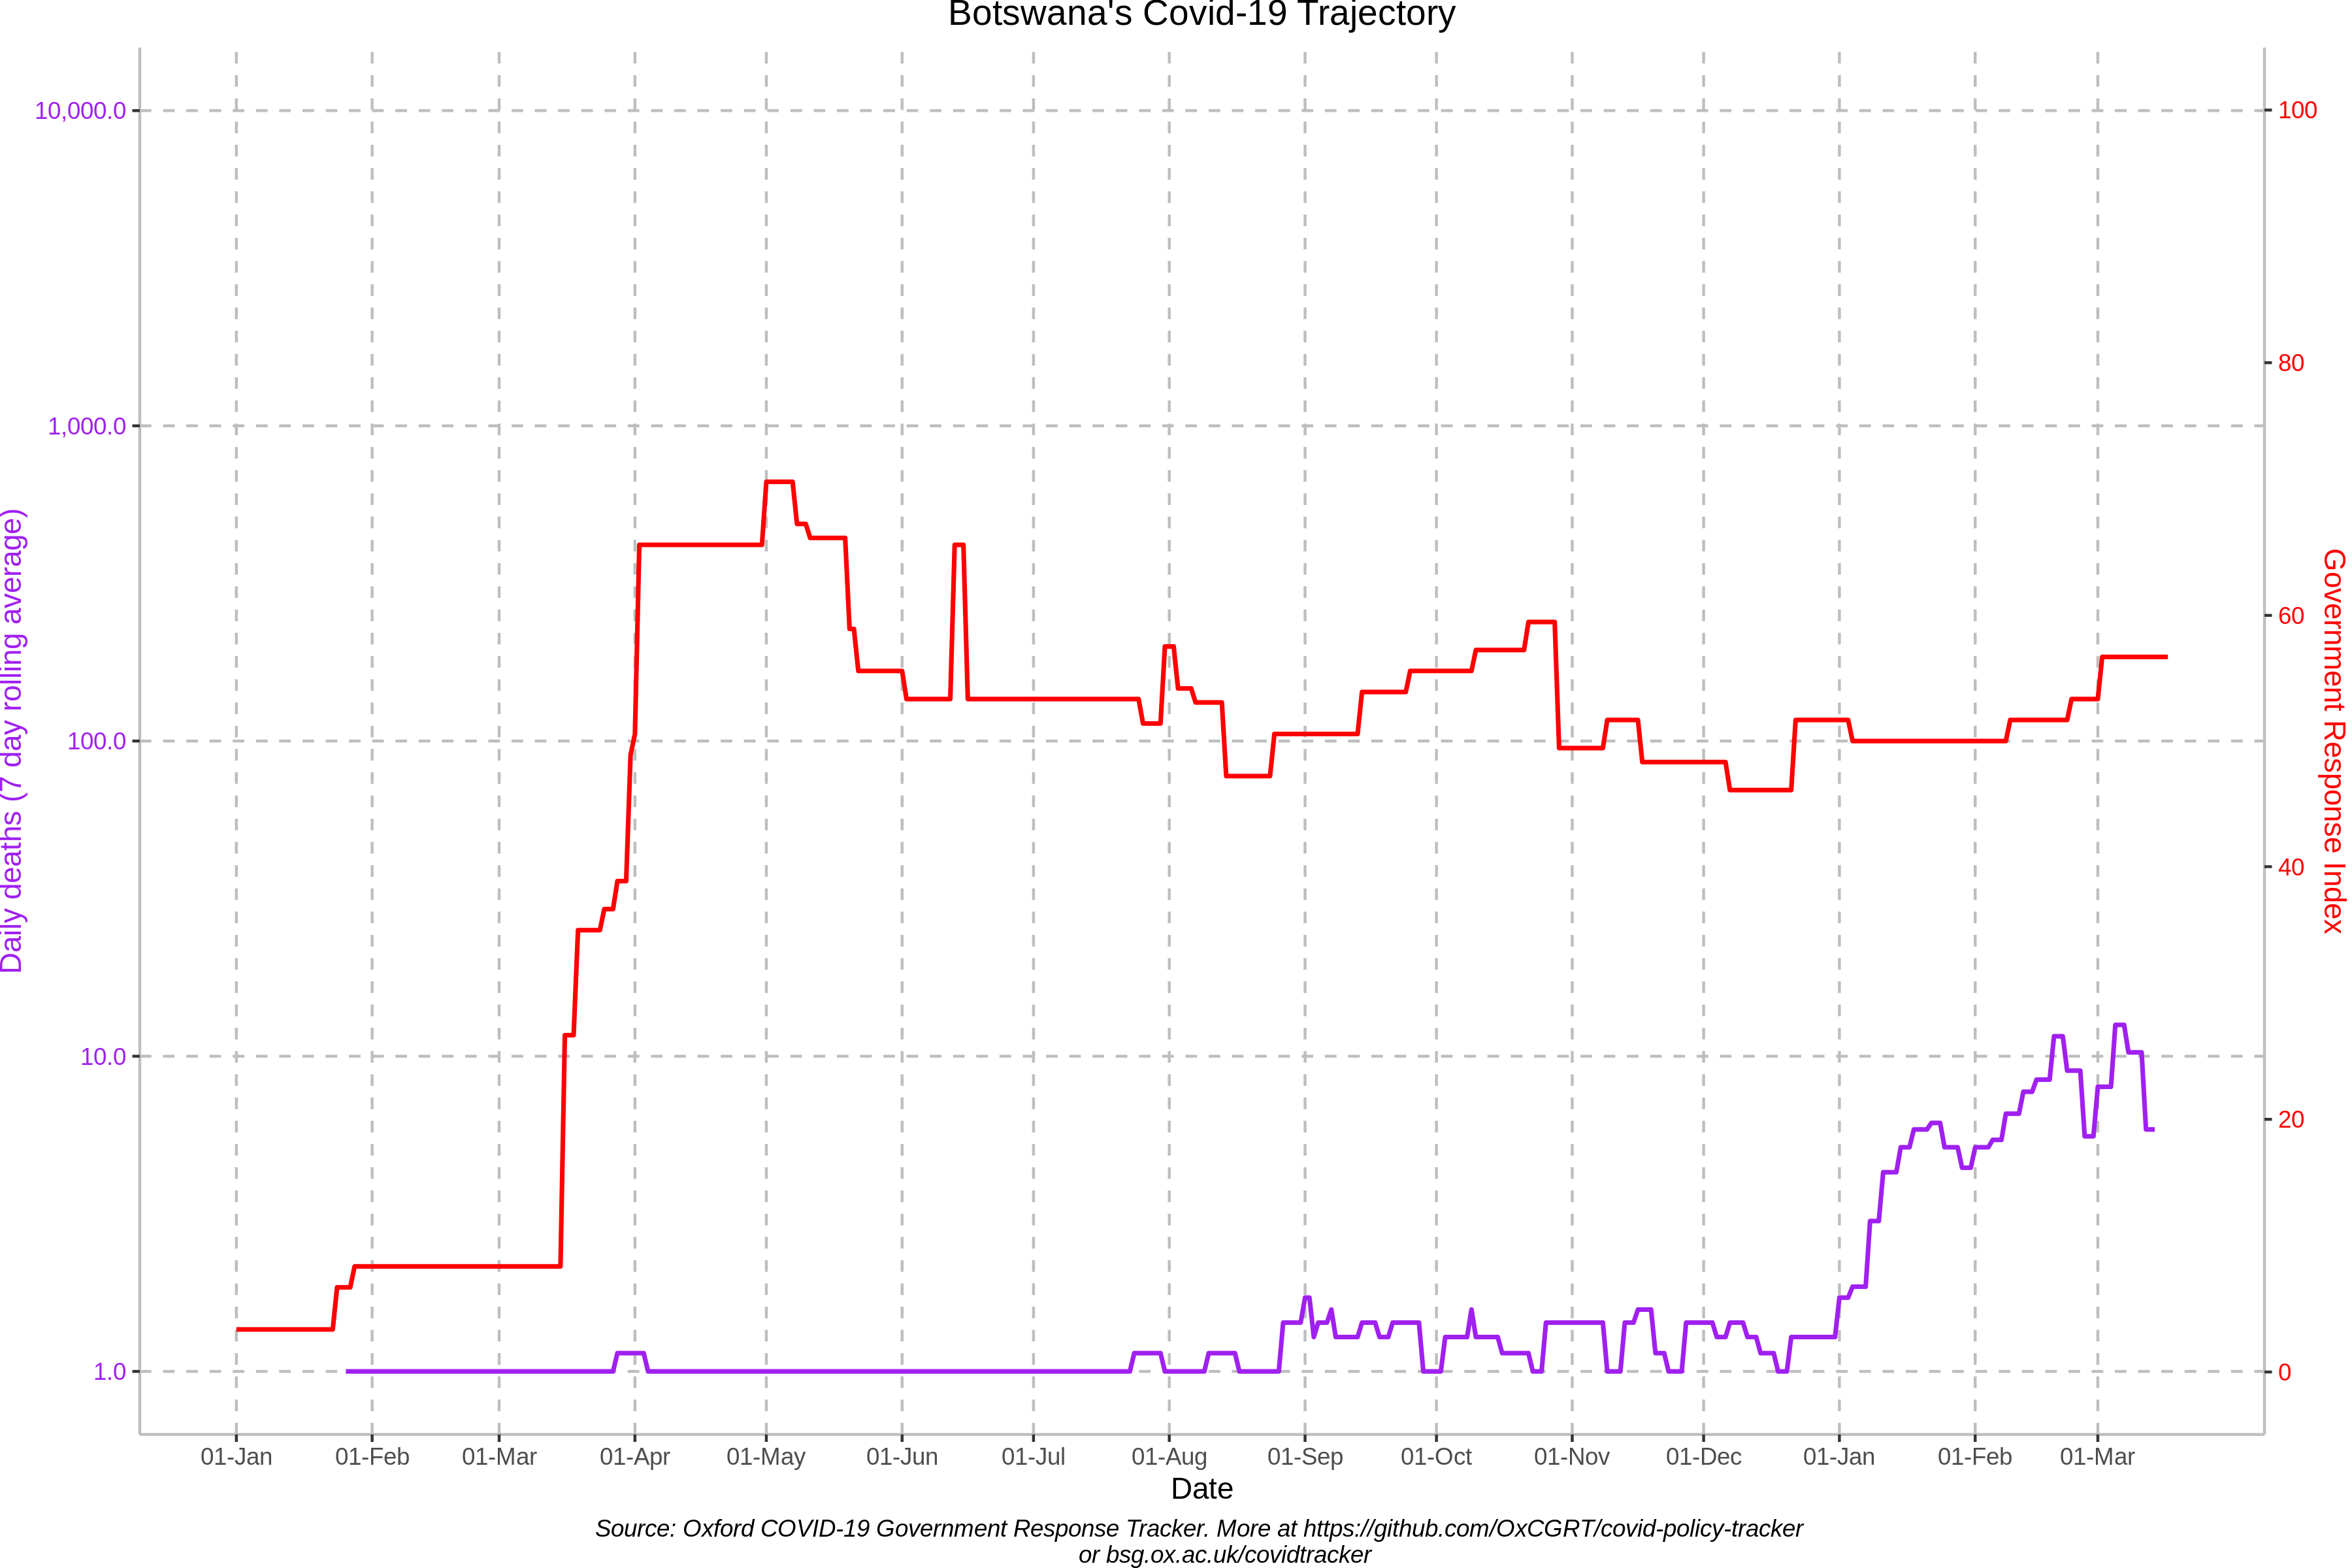 Botswana's Covid-19 Trajectory
10,000.0
1,000.0
100.0
10.0
1.0
Daily deaths (7 day rolling average)
100
80
60
40
20
0
Government Response Index
01-Jan 01-Feb 01-Mar 01-Apr 01-May 01-Jun 01-Jul 01-Aug 01-Sep 01-Oct 01-Nov 01-Dec 01-Jan 01-Feb 01-Mar
Date
Source: Oxford COVID-19 Government Response Tracker. More at https://github.com/OxCGRT/covid-policy-tracker
or bsg.ox.ac.uk/covidtracker